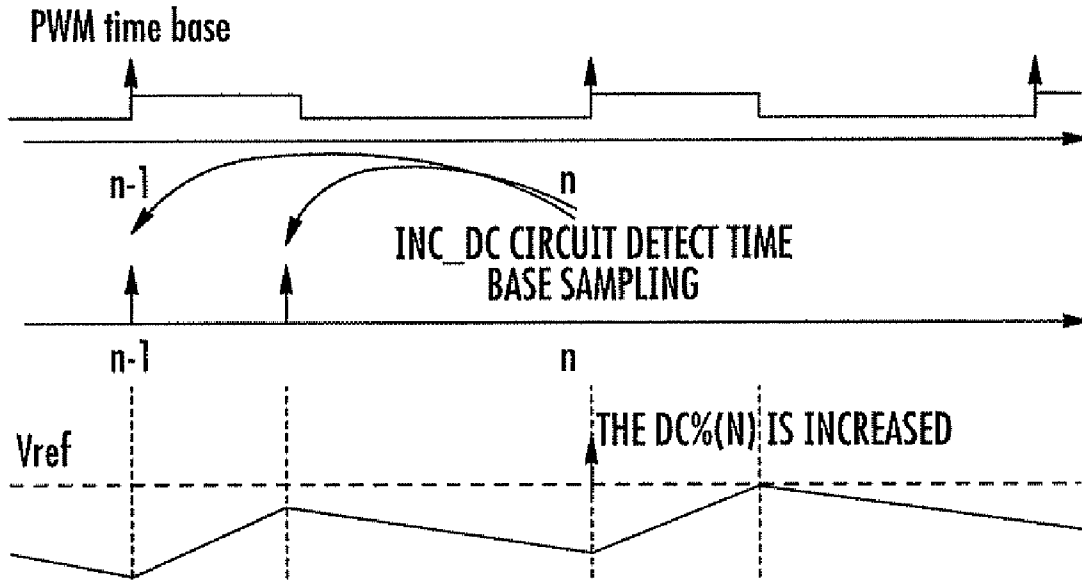 PWM time base
n-1
n
INC_DC CIRCUIT DETECT TIME
BASE SAMPLING
n-1
n
THE DC%(N) IS INCREASED
Vref